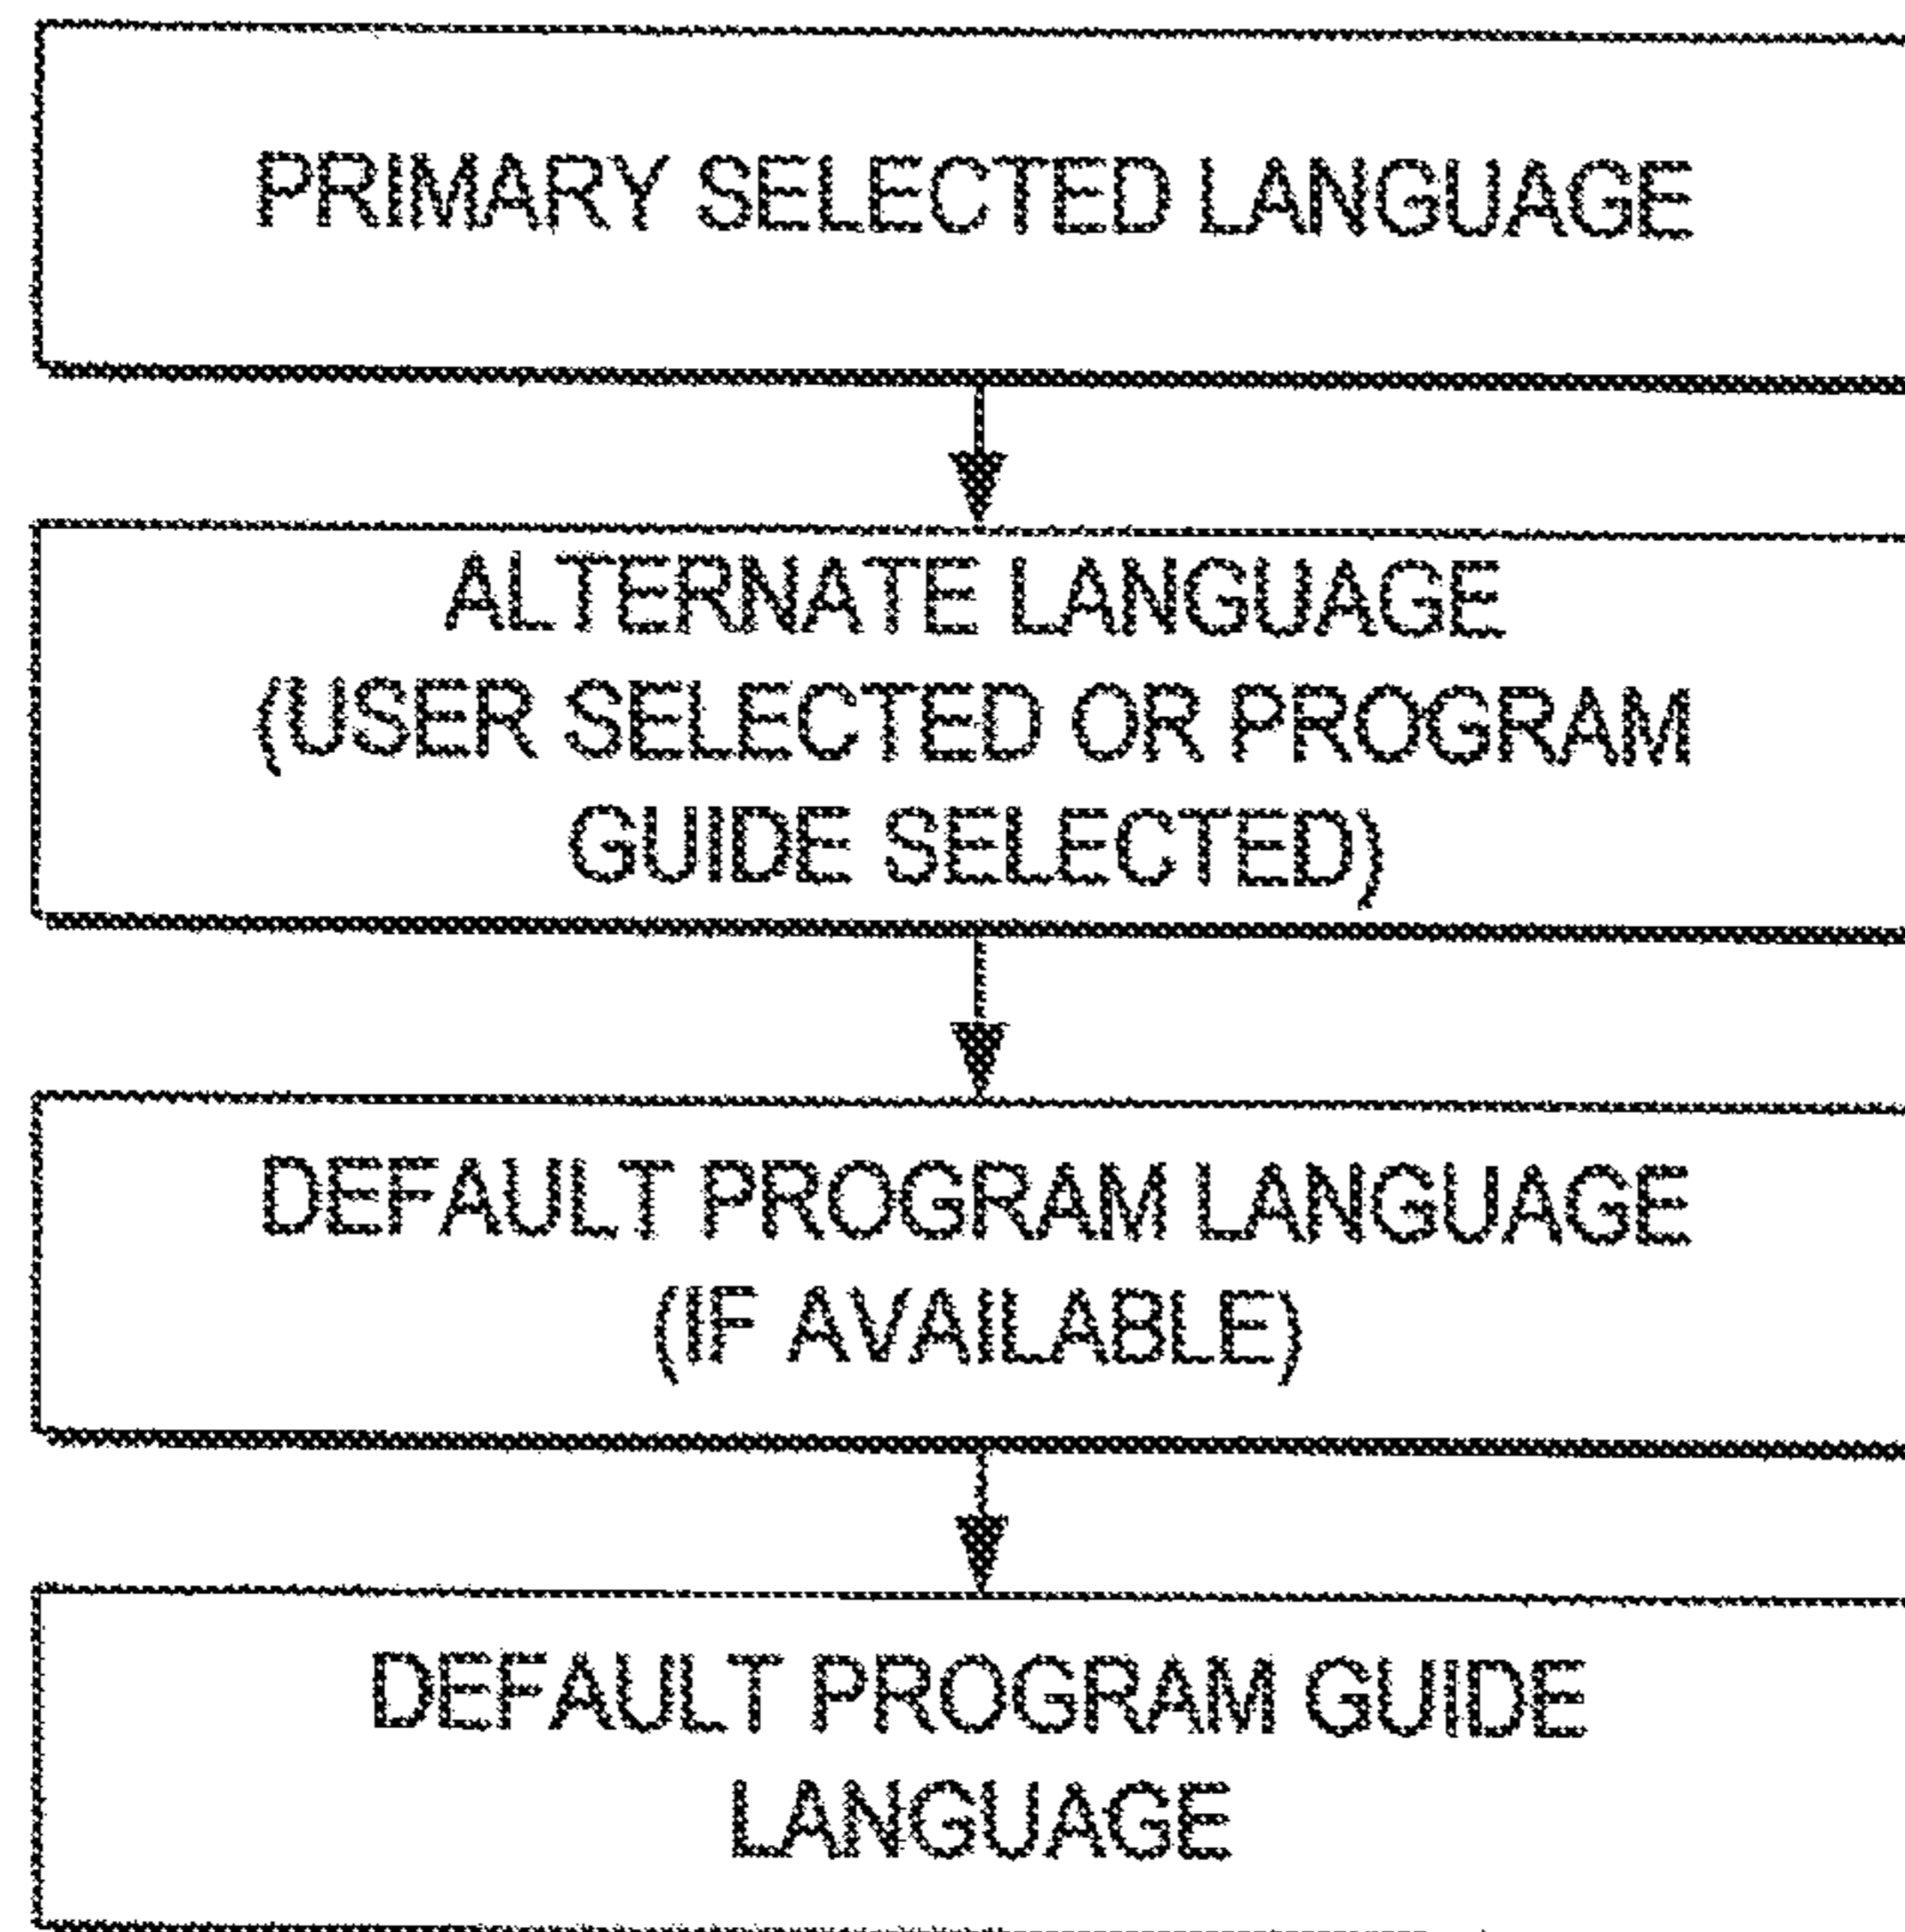 PRIMARY SELECTED LANGUAGE
ALTERNATE LANGUAGE
(USER SELECTED OR PROGRAM
GUIDE SELECTED)
DEFAULT PROGRAM LANGUAGE
(IF AVAILABLE)
DEFAULT PROGRAM GUIDE
LANGUAGE